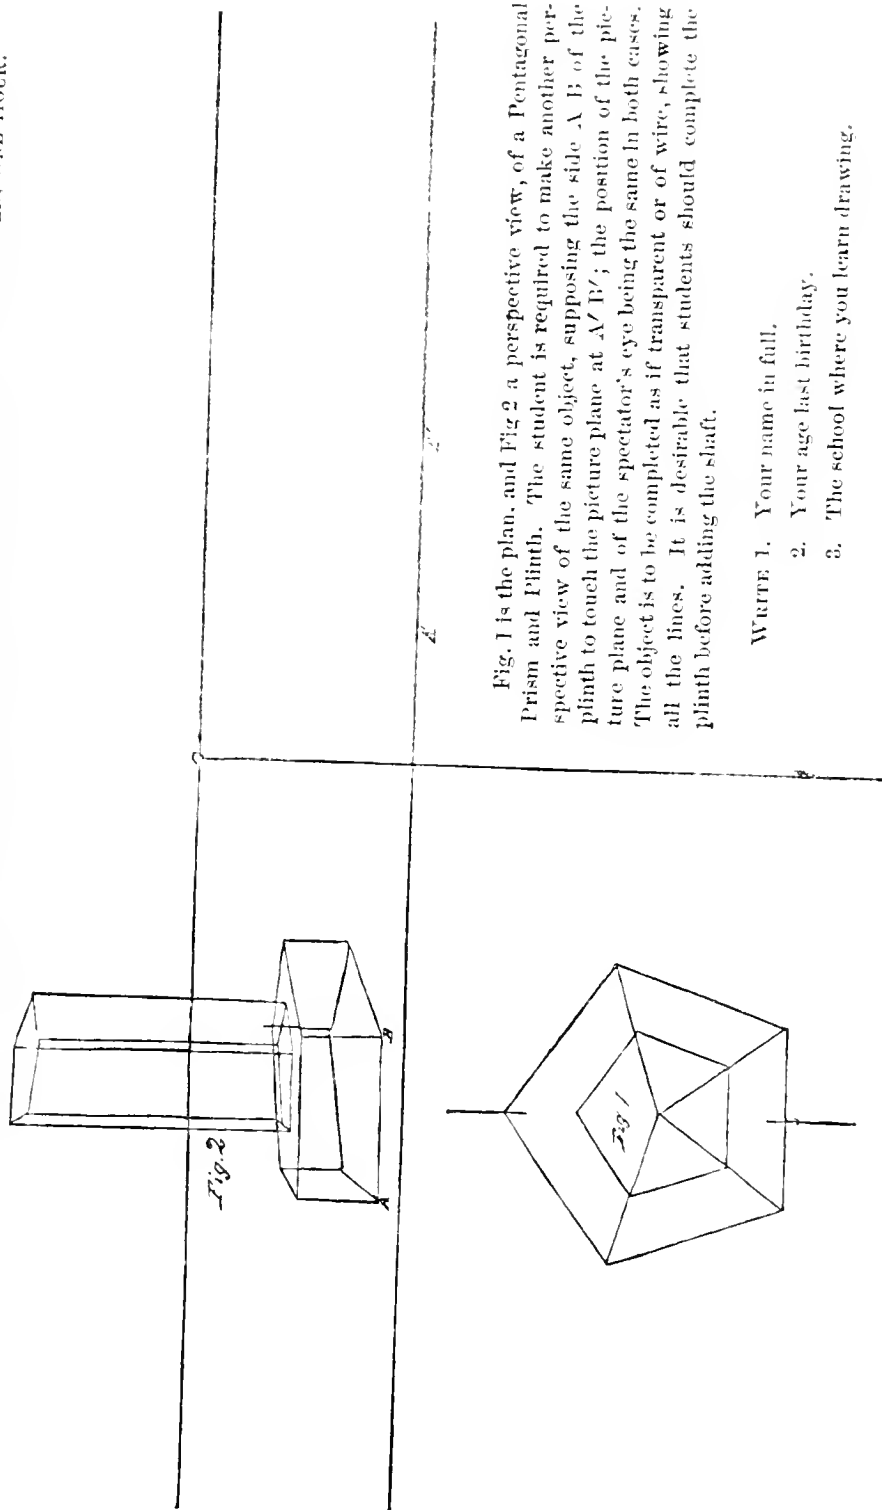 Fig. 2
Fig 1
C
A
B
A'
Fig. 1 is the plan, and Fig 2 a perspective view, of a Pentagonal
Prism and Plinth. The student is required to make another per-
spective view of the same object, supposing the side A B of the
plinth to touch the picture plane at A' B'; the position of the pic-
ture plane and of the spectator's eye being the same in both cases.
The object is to be completed as if transparent or of wire, showing
all the lines. It is desirable that students should complete the
plinth before adding the shaft.
WRITE 1. Your name in full.
2. Your age last birthday.
3. The school where you learn drawing.